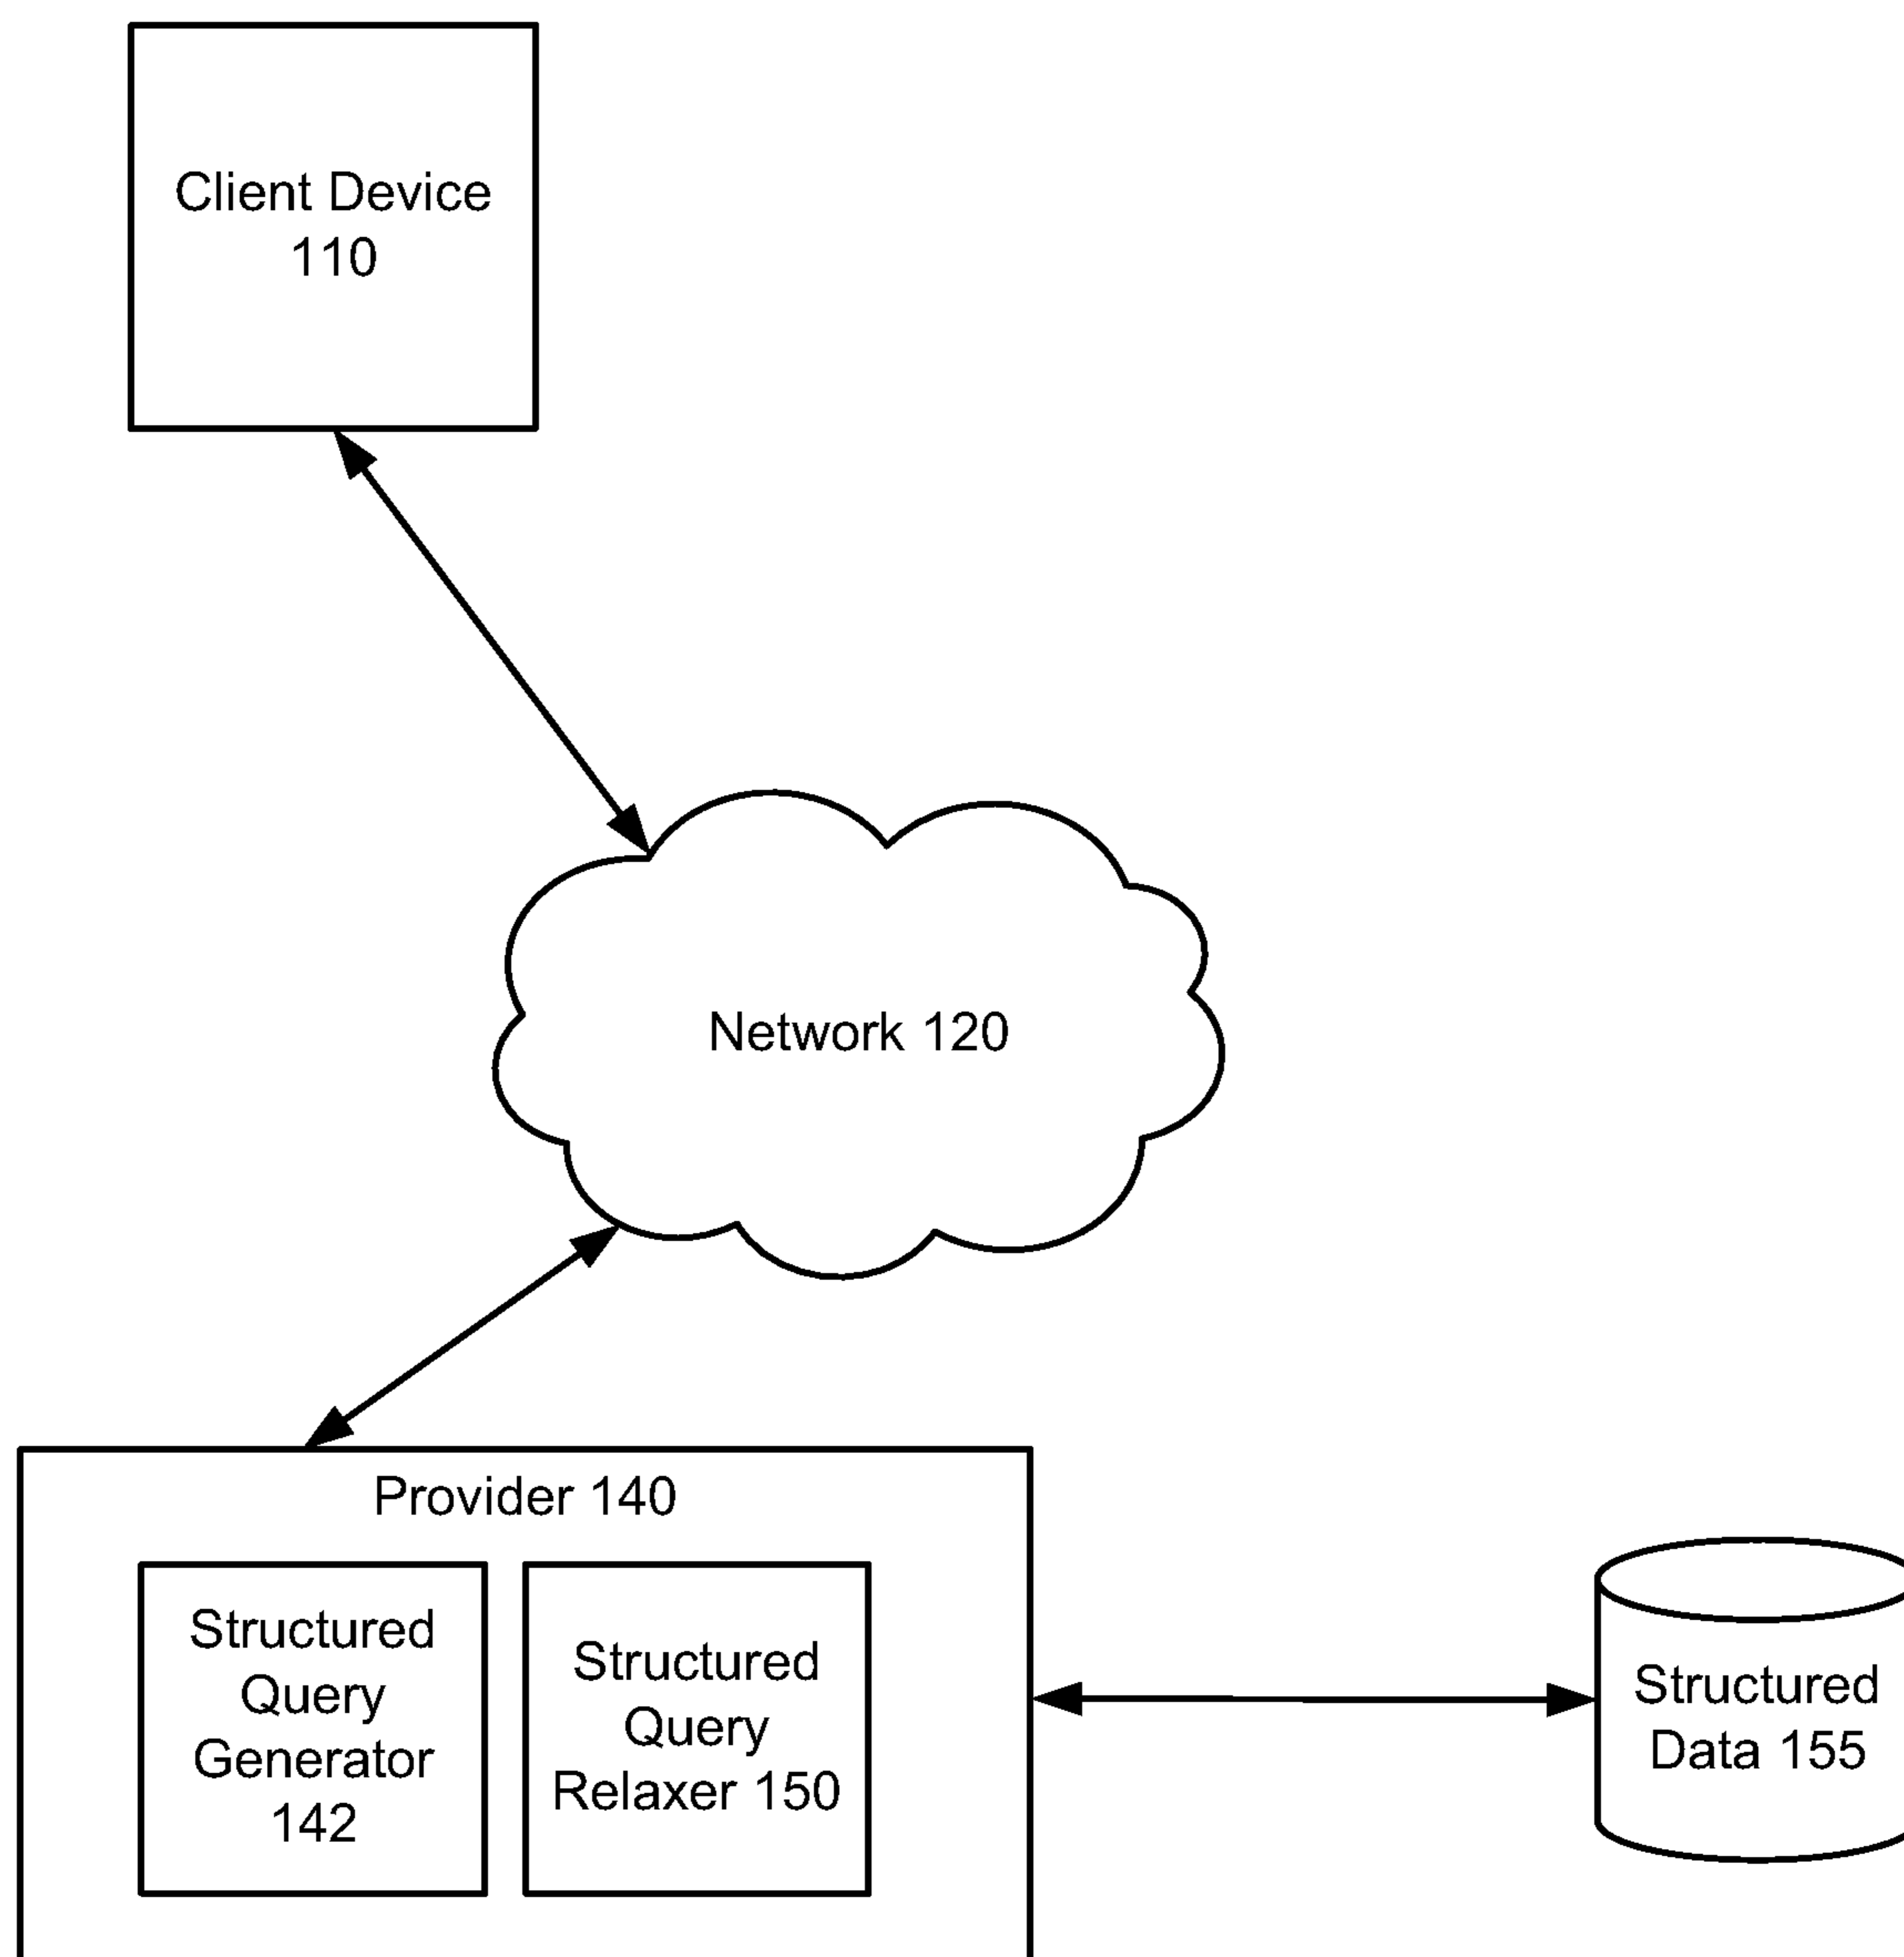 Client Device
110
Network 120
Provider 140
Structured
Query
Generator
142
Structured
Query
Relaxer 150
Structured
Data 155